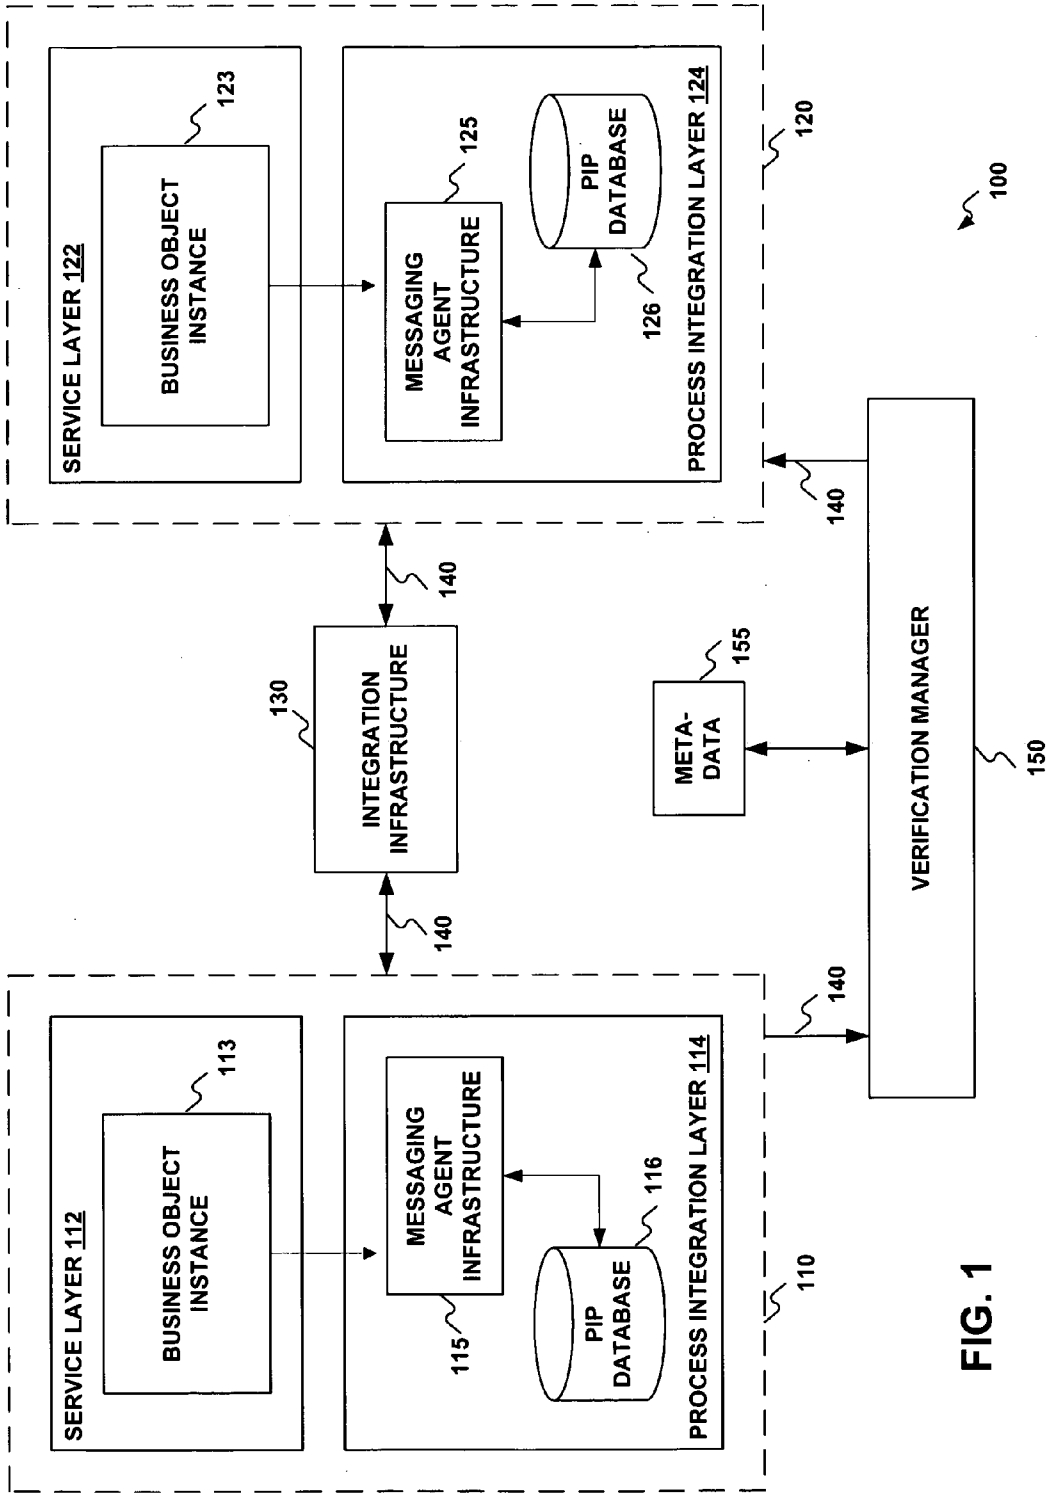 SERVICE LAYER 112
BUSINESS OBJECT
INSTANCE
113
MESSAGING
AGENT
INFRASTRUCTURE
115
PIP
DATABASE
116
PROCESS INTEGRATION LAYER 114
110
140
130
INTEGRATION
INFRASTRUCTURE
140
SERVICE LAYER 122
BUSINESS OBJECT
INSTANCE
123
MESSAGING
AGENT
INFRASTRUCTURE
125
PIP
DATABASE
126
PROCESS INTEGRATION LAYER 124
120
META-
DATA
155
140
140
VERIFICATION MANAGER
150
100
FIG. 1